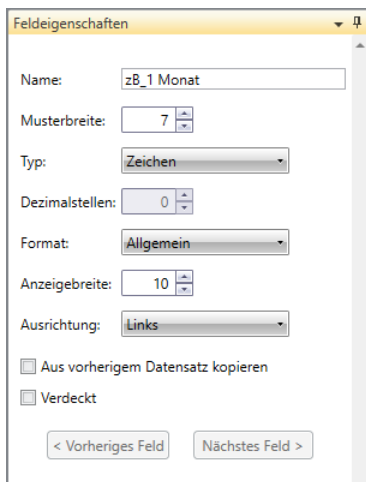 Feldeigenschaften
Name: zB_1 Monat
Musterbreite: 7
Typ: Zeichen
Dezimalstellen: 0
Format: Allgemein
Anzeigebreite: 10
Ausrichtung: Links
Aus vorherigem Datensatz kopieren
Verdeckt
< Vorheriges Feld Nächstes Feld >